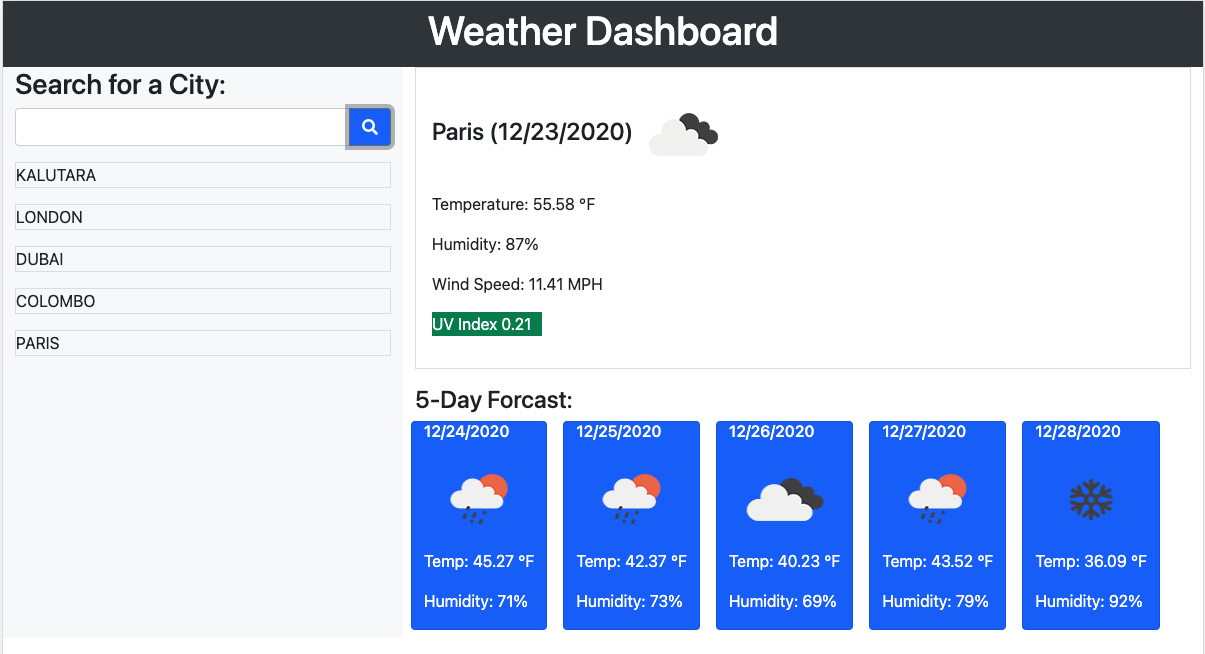 Weather Dashboard
Search for a City:
KALUTARA
LONDON
DUBAI
COLOMBO
PARIS
Paris (12/23/2020)
Temperature: 55.58 °F
Humidity: 87%
Wind Speed: 11.41 MPH
UV Index 0.21
5-Day Forcast:
12/24/2020
Temp: 45.27 °F
Humidity: 71%
12/25/2020
Temp: 42.37 °F
Humidity: 73%
12/26/2020
Temp: 40.23 °F
Humidity: 69%
12/27/2020
Temp: 43.52 °F
Humidity: 79%
12/28/2020
Temp: 36.09 °F
Humidity: 92%